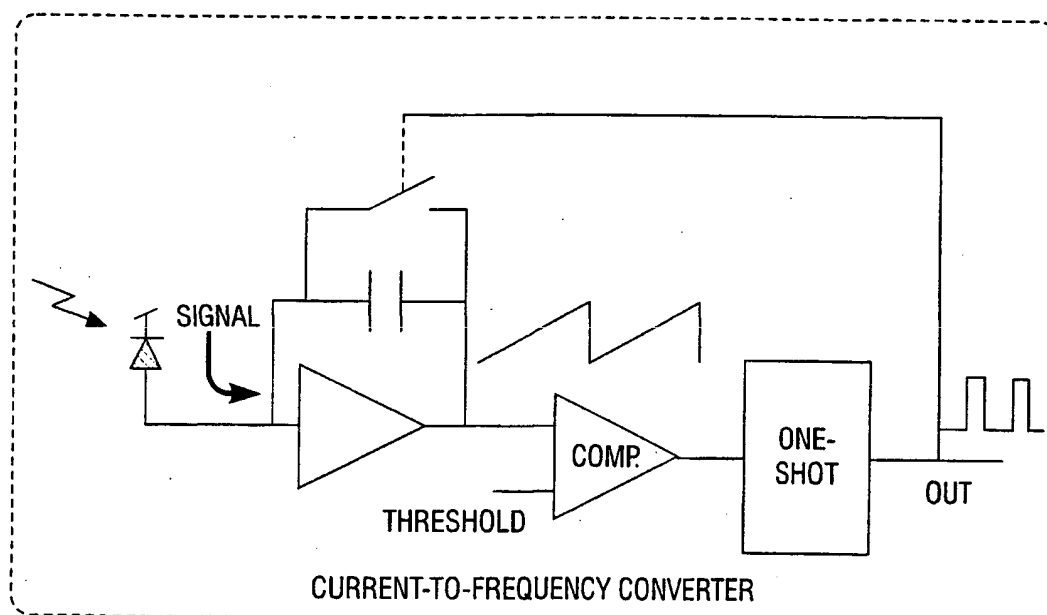 SIGNAL
COMP.
THRESHOLD
ONE-
SHOT
OUT
CURRENT-TO-FREQUENCY CONVERTER